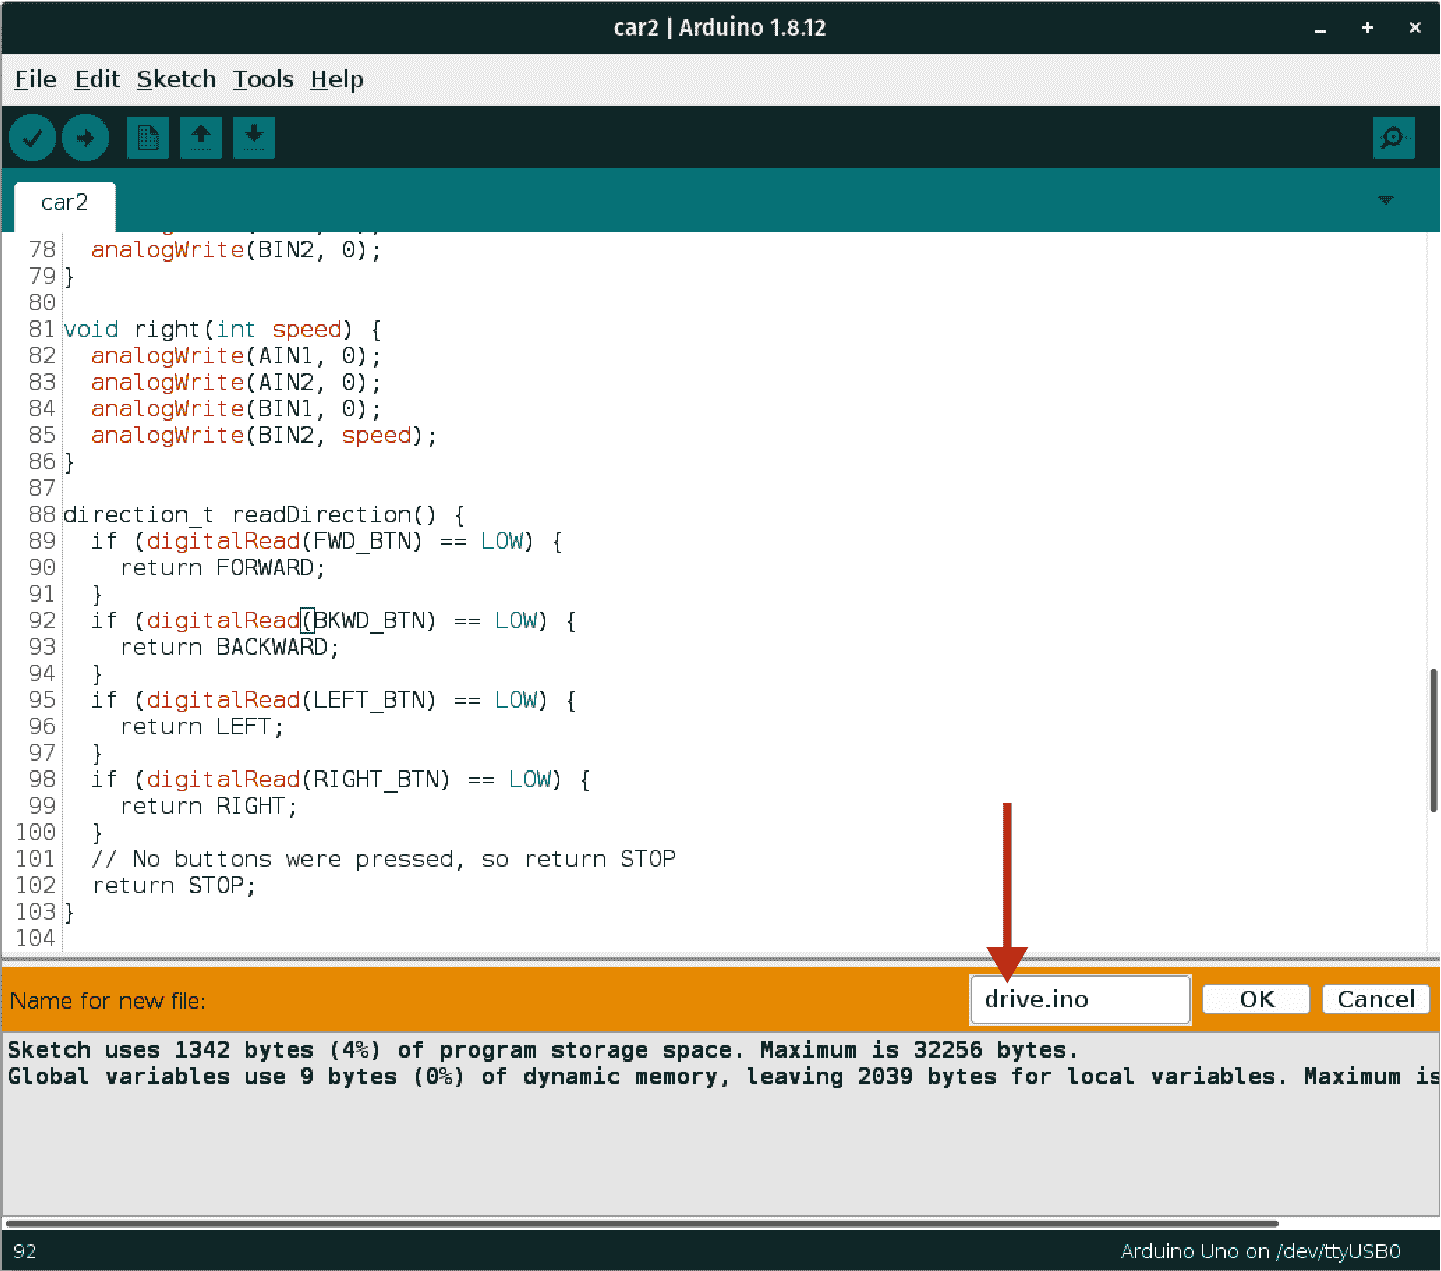 car2 | Arduino 1.8.12
File Edit Sketch Tools Help
car2
78 analogWrite(BIN2, 0);
79 }
80
81 void right(int speed) {
82 analogWrite(AIN1, 0);
83 analogWrite(AIN2, 0);
84 analogWrite(BIN1, 0);
85 analogWrite(BIN2, speed);
86 }
87
88 direction_t readDirection() {
89 if (digitalRead(FWD_BTN) == LOW) {
90 return FORWARD;
91 }
92 if (digitalRead(BKWD_BTN) == LOW) {
93 return BACKWARD;
94 }
95 if (digitalRead(LEFT_BTN) == LOW) {
96 return LEFT;
97 }
98 if (digitalRead(RIGHT_BTN) == LOW) {
99 return RIGHT;
100 }
101 // No buttons were pressed, so return STOP
102 return STOP;
103 }
104
Name for new file: drive.ino OK Cancel
Sketch uses 1342 bytes (4%) of program storage space. Maximum is 32256 bytes.
Global variables use 9 bytes (0%) of dynamic memory, leaving 2039 bytes for local variables. Maximum is
92 Arduino Uno on /dev/ttyUSB0